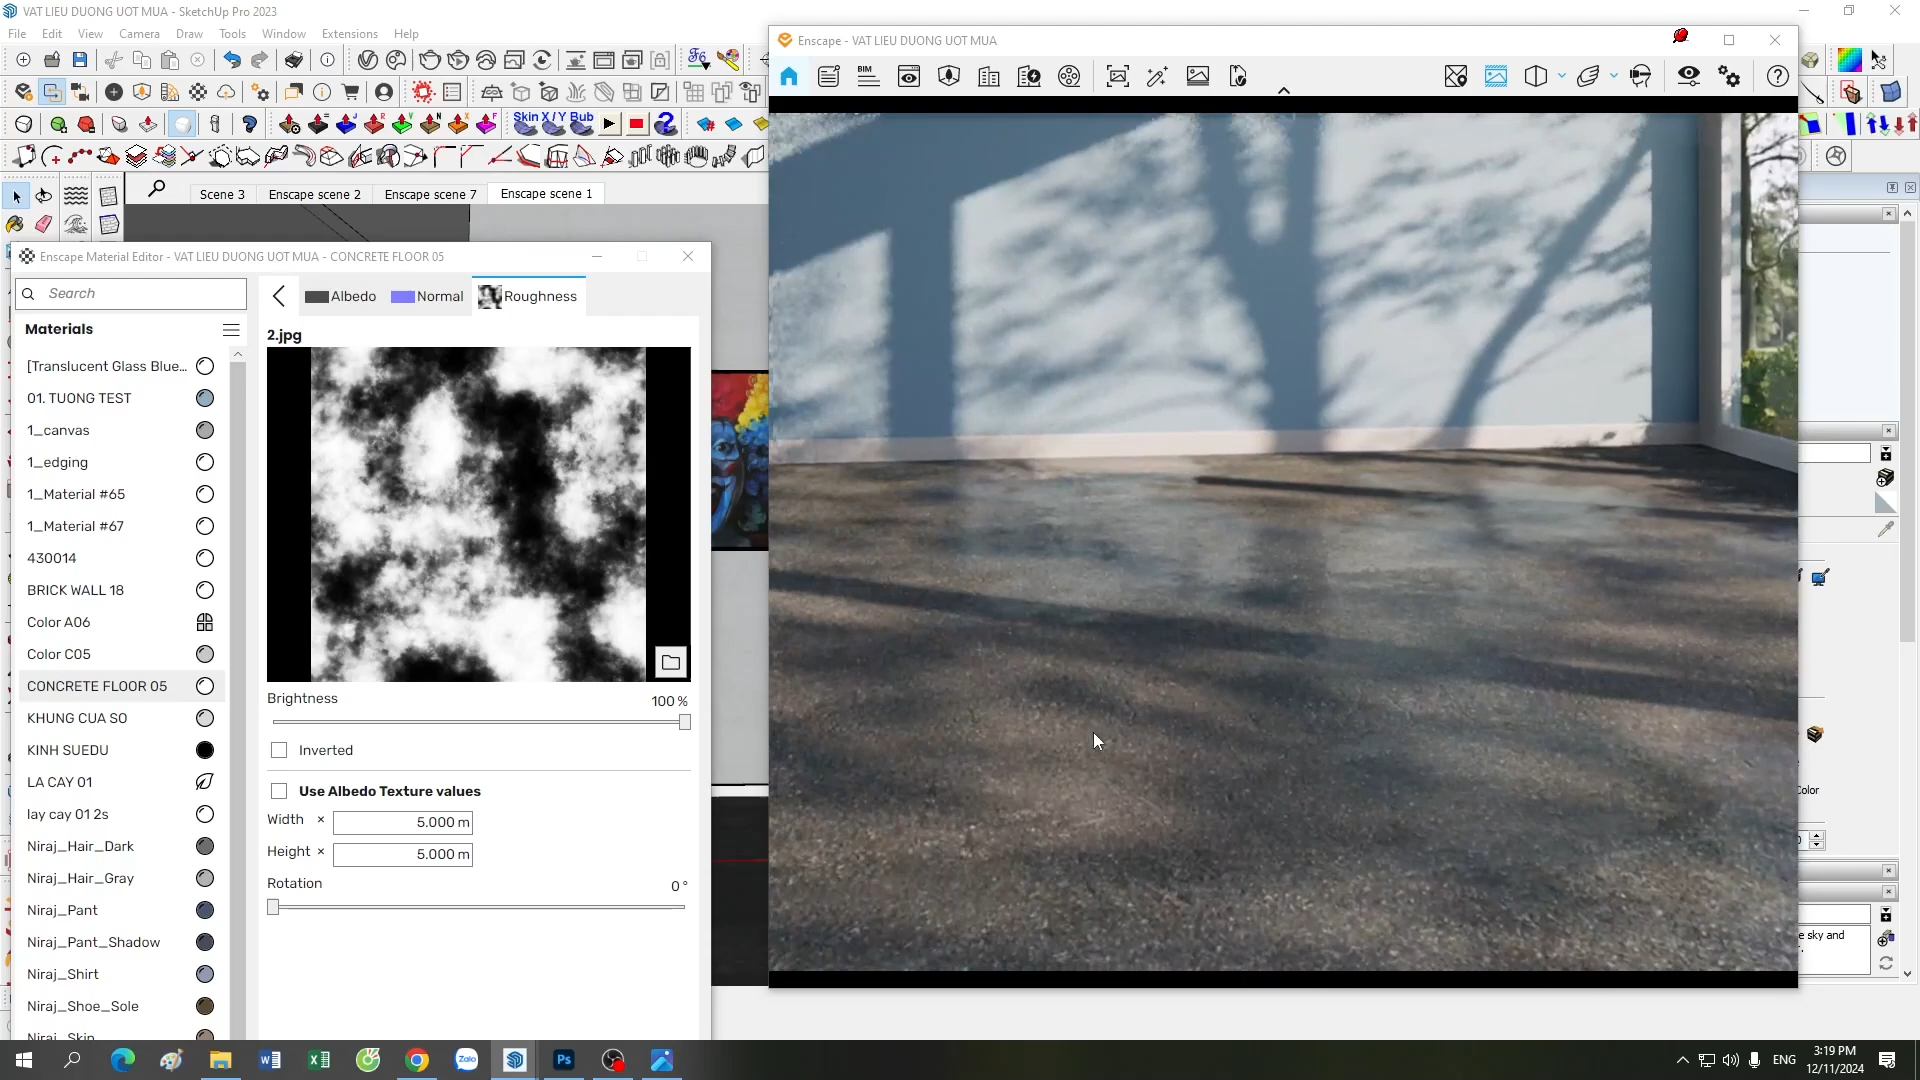 VAT LIEU DUONG UOT MUA - SketchUp Pro 2023
File Edit View Camera Draw Tools Window Extensions Help
Skin X / Y Bub
Scene 3 Enscape scene 2 Enscape scene 7 Enscape scene 1
Enscape Material Editor - VAT LIEU DUONG UOT MUA - CONCRETE FLOOR 05
Search
Materials
[Translucent Glass Blue...
01. TUONG TEST
1_canvas
1_edging
1_Material #65
1_Material #67
430014
BRICK WALL 18
Color A06
Color C05
CONCRETE FLOOR 05
KHUNG CUA SO
KINH SUEDU
LA CAY 01
lay cay 01 2s
Niraj_Hair_Dark
Niraj_Hair_Gray
Niraj_Pant
Niraj_Pant_Shadow
Niraj_Shirt
Niraj_Shoe_Sole
Niraj_Skin
Albedo Normal Roughness
2.jpg
Brightness 100 %
Inverted
Use Albedo Texture values
Width × 5.000 m
Height × 5.000 m
Rotation 0 °
Enscape - VAT LIEU DUONG UOT MUA
BIM
Color
e sky and
ENG
3:19 PM
12/11/2024